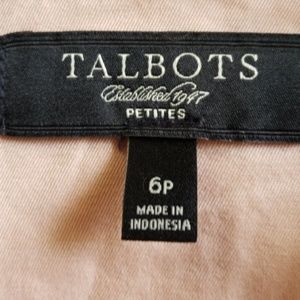 TALBOTS
Established 1947
PETITES
6P
MADE IN
INDONESIA